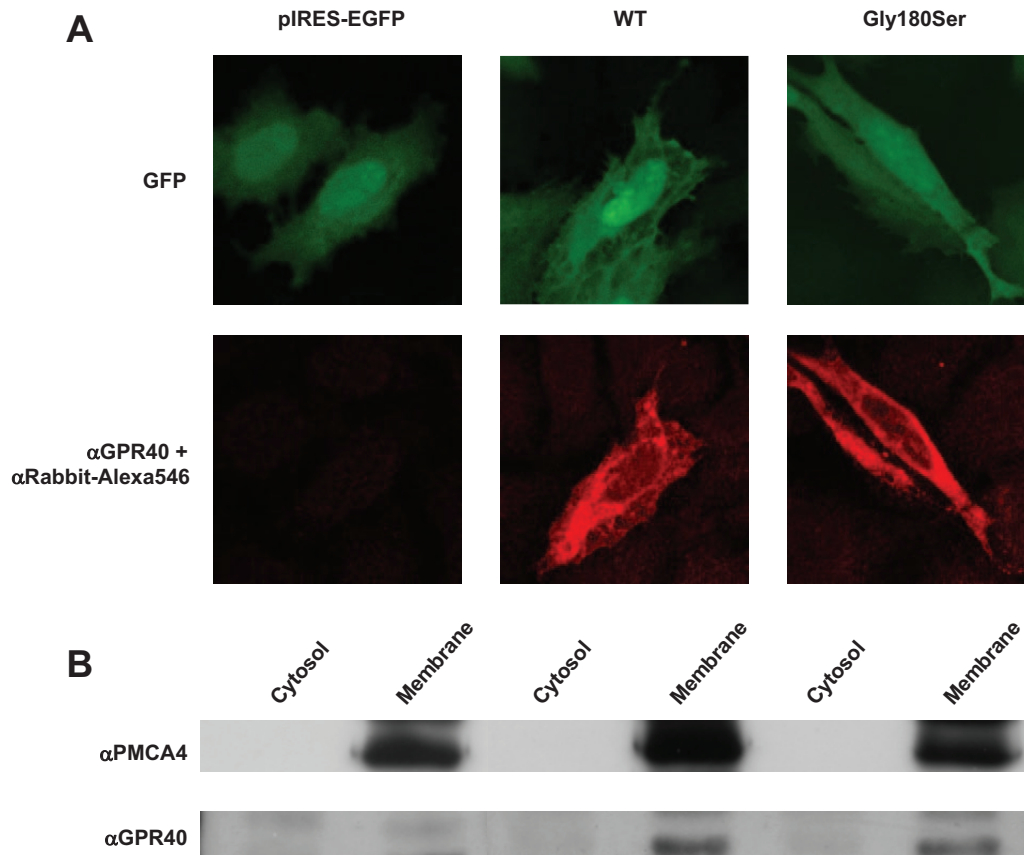 A
pIRES-EGFP
WT
Gly180Ser
GFP
αGPR40 +
αRabbit-Alexa546
B
Cytosol
Membrane
Cytosol
Membrane
Cytosol
Membrane
αPMCA4
αGPR40